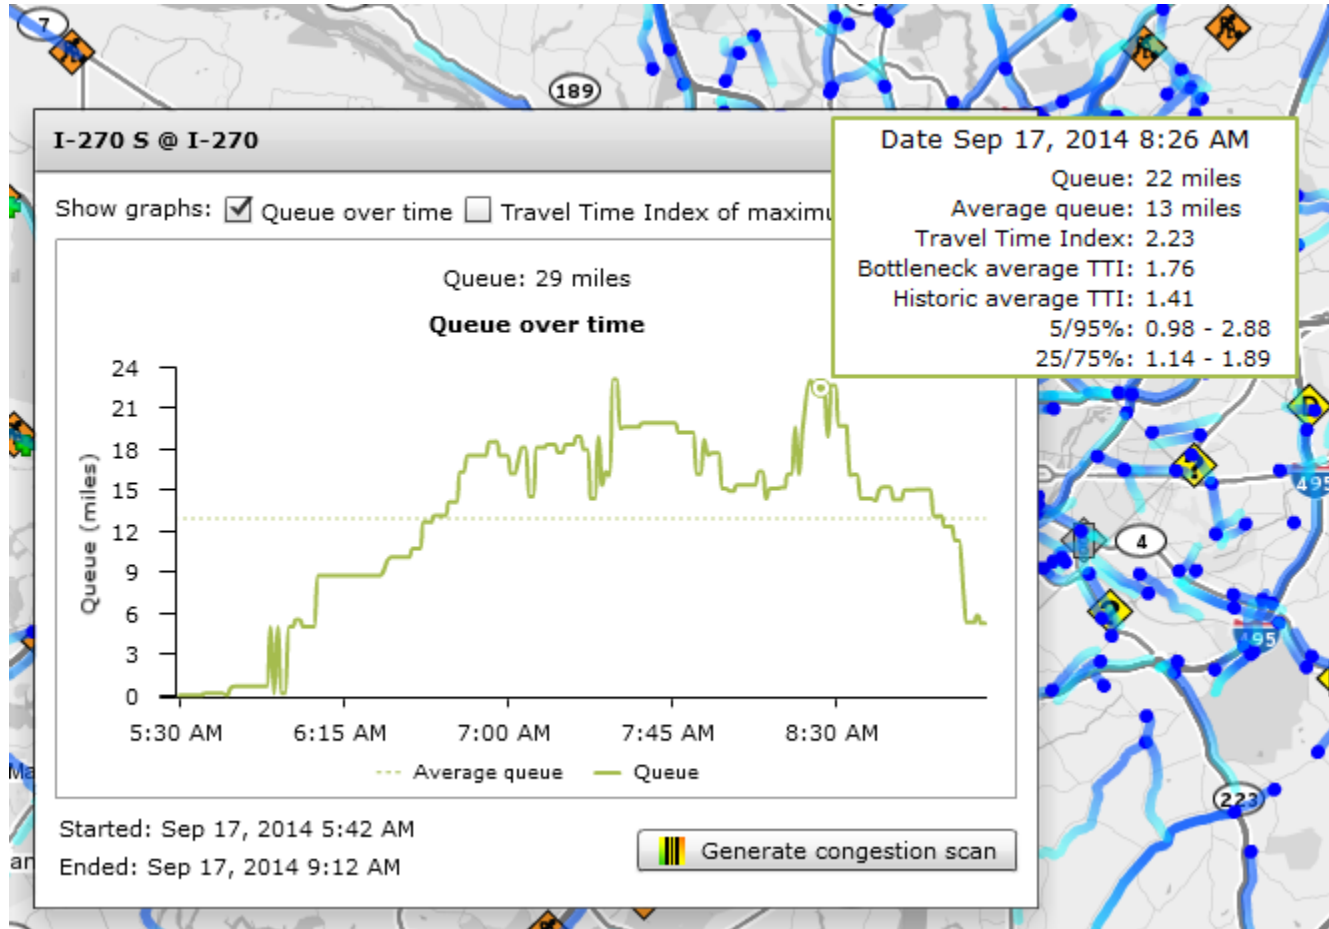 7
189
I-270 S @ I-270
Date Sep 17, 2014 8:26 AM
Queue: 22 miles
Average queue: 13 miles
Travel Time Index: 2.23
Bottleneck average TTI: 1.76
Historic average TTI: 1.41
5/95%: 0.98 - 2.88
25/75%: 1.14 - 1.89
Show graphs: Queue over time Travel Time Index of maximu
Queue: 29 miles
Queue over time
24
21
18
15
12
9
6
3
0
Queue (miles)
5:30 AM 6:15 AM 7:00 AM 7:45 AM 8:30 AM
Average queue Queue
Started: Sep 17, 2014 5:42 AM
Ended: Sep 17, 2014 9:12 AM
Generate congestion scan
D
?
495
4
?
495
223
Ma
an